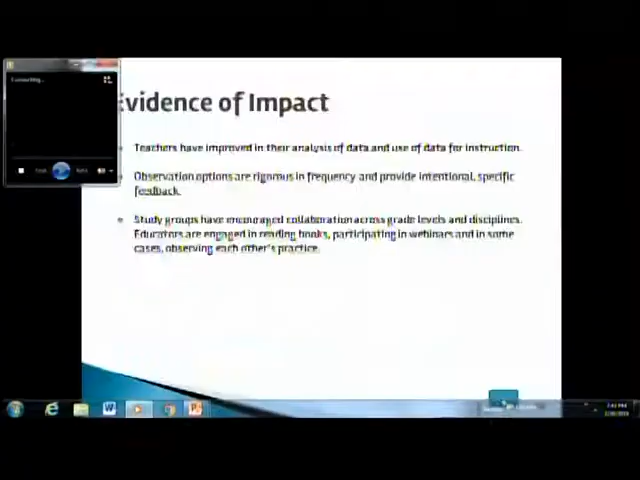 Connecting...
Evidence of Impact
Teachers have improved in their analysis of data and use of data for instruction.
Observation options are rigorous in frequency and provide intentional, specific
feedback.
Study groups have encouraged collaboration across grade levels and disciplines.
Educators are engaged in reading books, participating in webinars and in some
cases, observing each other's practice.